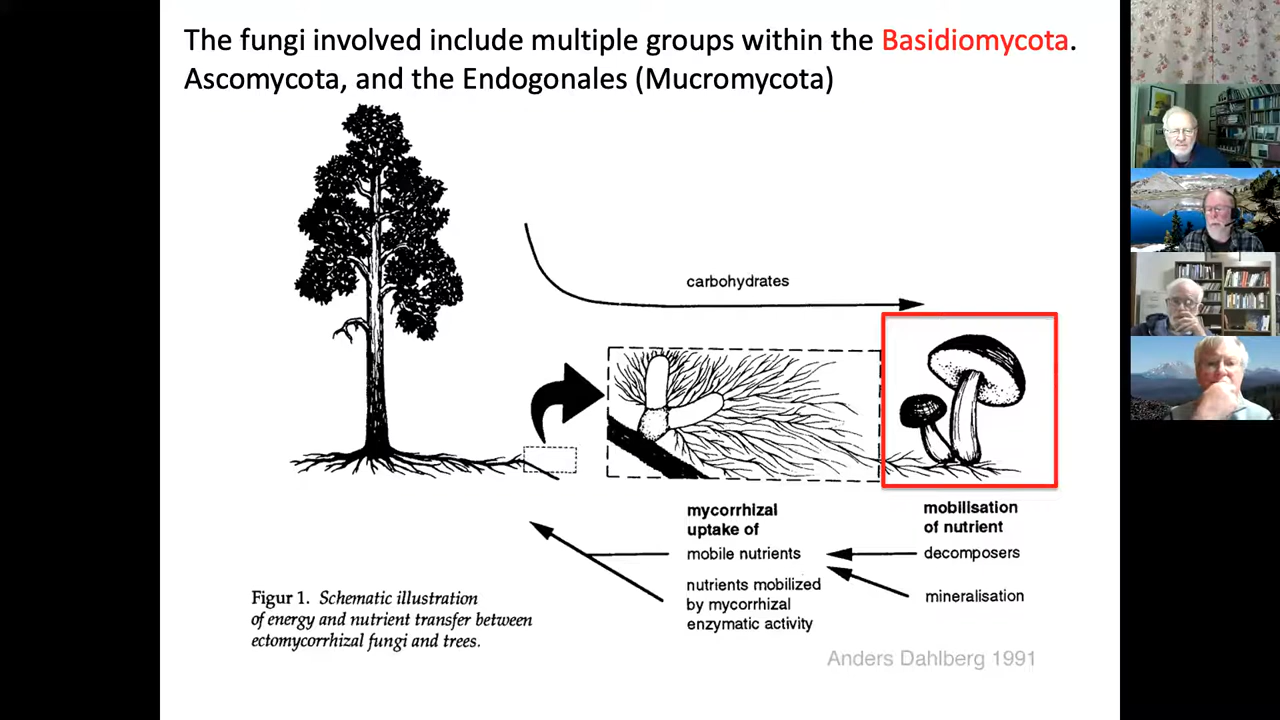 The fungi involved include multiple groups within the Basidiomycota.
Ascomycota, and the Endogonales (Mucromycota)
carbohydrates
mycorrhizal
uptake of
mobile nutrients
nutrients mobilized
by mycorrhizal
enzymatic activity
mobilisation
of nutrient
decomposers
mineralisation
Figur 1. Schematic illustration
of energy and nutrient transfer between
ectomycorrhizal fungi and trees.
Anders Dahlberg 1991